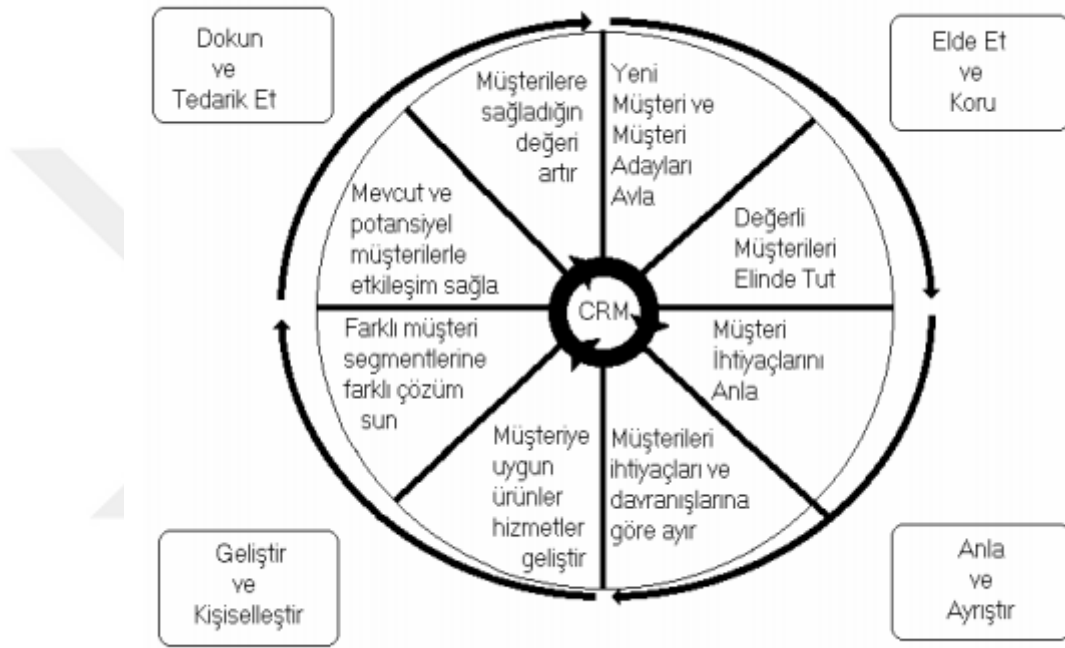 Dokun
ve
Tedarik Et
Elde Et
ve
Koru
Müşterilere
sağladığın
değeri
artır
Yeni
Müşteri ve
Müşteri
Adayları
Avla
Değerli
Müşterileri
Elinde Tut
Müşteri
İhtiyaçlarını
Anla
Müşterileri
ihtiyaçları ve
davranışlarına
göre ayır
Müşteriye
uygun
ürünler
hizmetler
geliştir
Farklı müşteri
segmentlerine
farklı çözüm
sun
Mevcut ve
potansiyel
müşterilerle
etkileşim sağla
CRM
Geliştir
ve
Kişiselleştir
Anla
ve
Ayrıştır